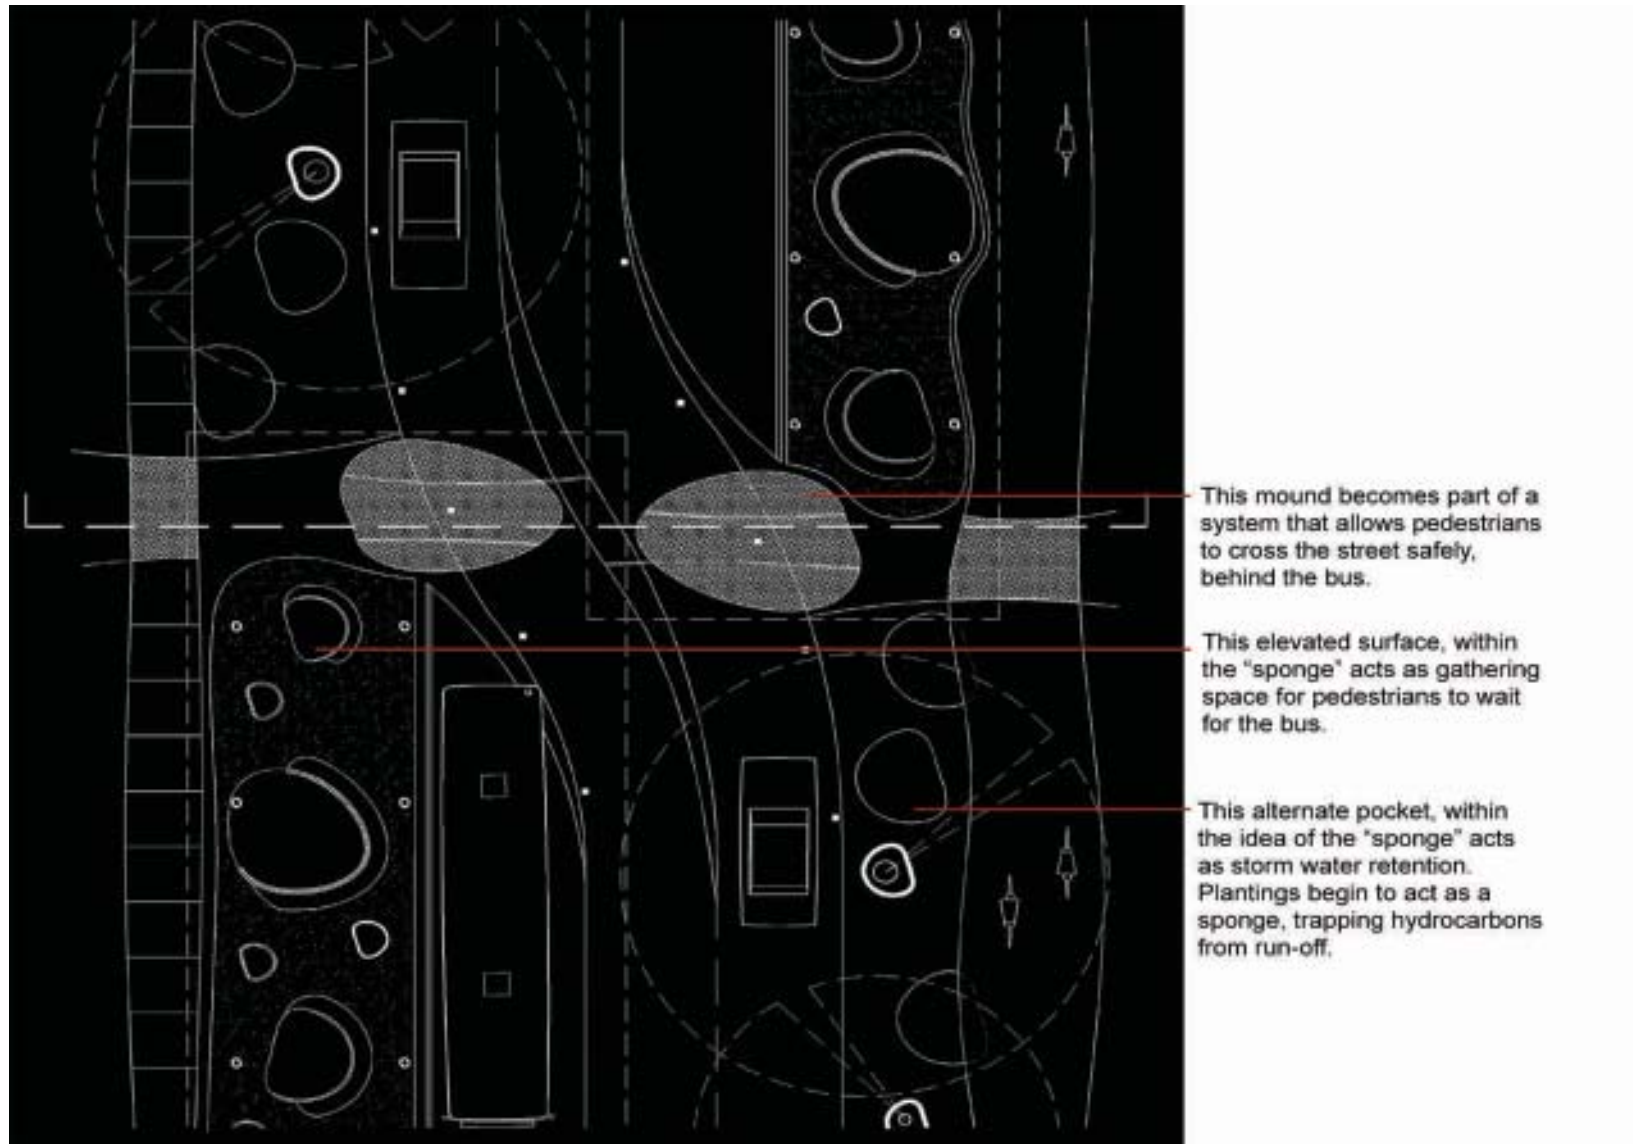 This mound becomes part of a
system that allows pedestrians
to cross the street safely,
behind the bus.
This elevated surface, within
the "sponge" acts as gathering
space for pedestrians to wait
for the bus.
This alternate pocket, within
the idea of the "sponge" acts
as storm water retention.
Plantings begin to act as a
sponge, trapping hydrocarbons
from run-off.